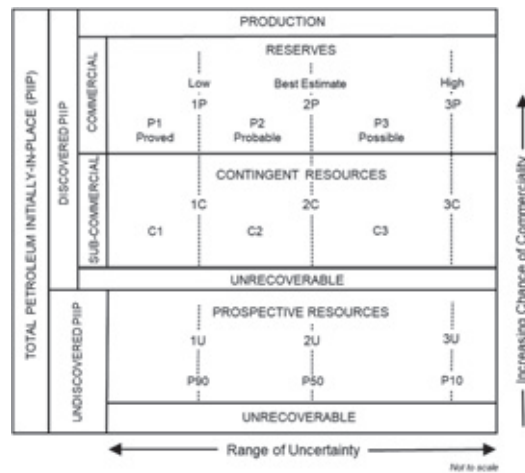 TOTAL PETROLEUM INITIALLY-IN-PLACE (PIIP)
DISCOVERED PIIP
COMMERCIAL
PRODUCTION
RESERVES
Low Best Estimate High
1P 2P 3P
P1 P2 P3
Proved Probable Possible
SUB-COMMERCIAL
CONTINGENT RESOURCES
1C 2C 3C
C1 C2 C3
UNRECOVERABLE
UNDISCOVERED PIIP
PROSPECTIVE RESOURCES
1U 2U 3U
P90 P50 P10
UNRECOVERABLE
Increasing Chance of Commerciality
Range of Uncertainty
Not to scale